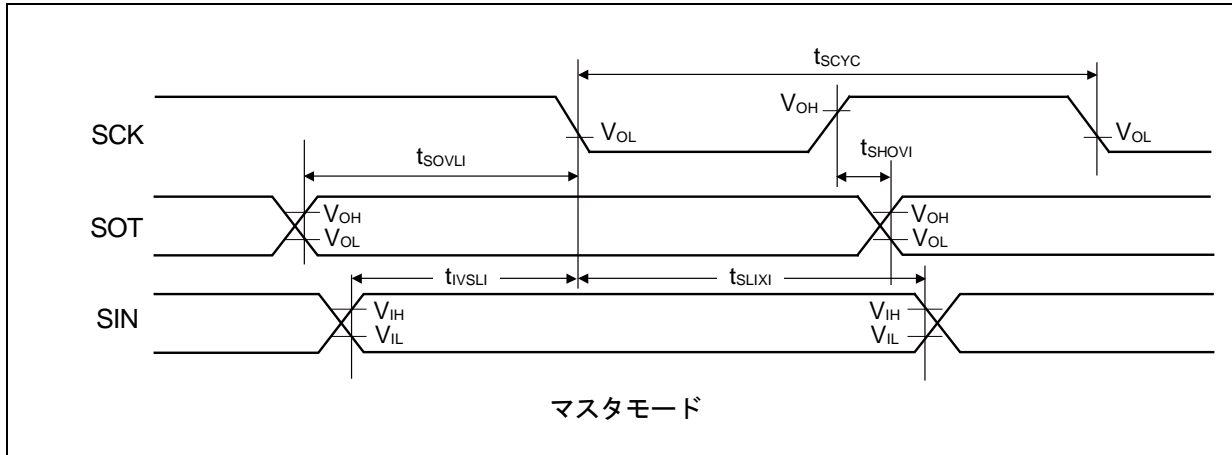 tSCYC
SCK
VOL
VOH
VOL
tSOVLI
tSHOVI
SOT
VOH
VOL
VOH
VOL
tIVSLI
tSLIXI
SIN
VIH
VIL
VIH
VIL
マスタモード